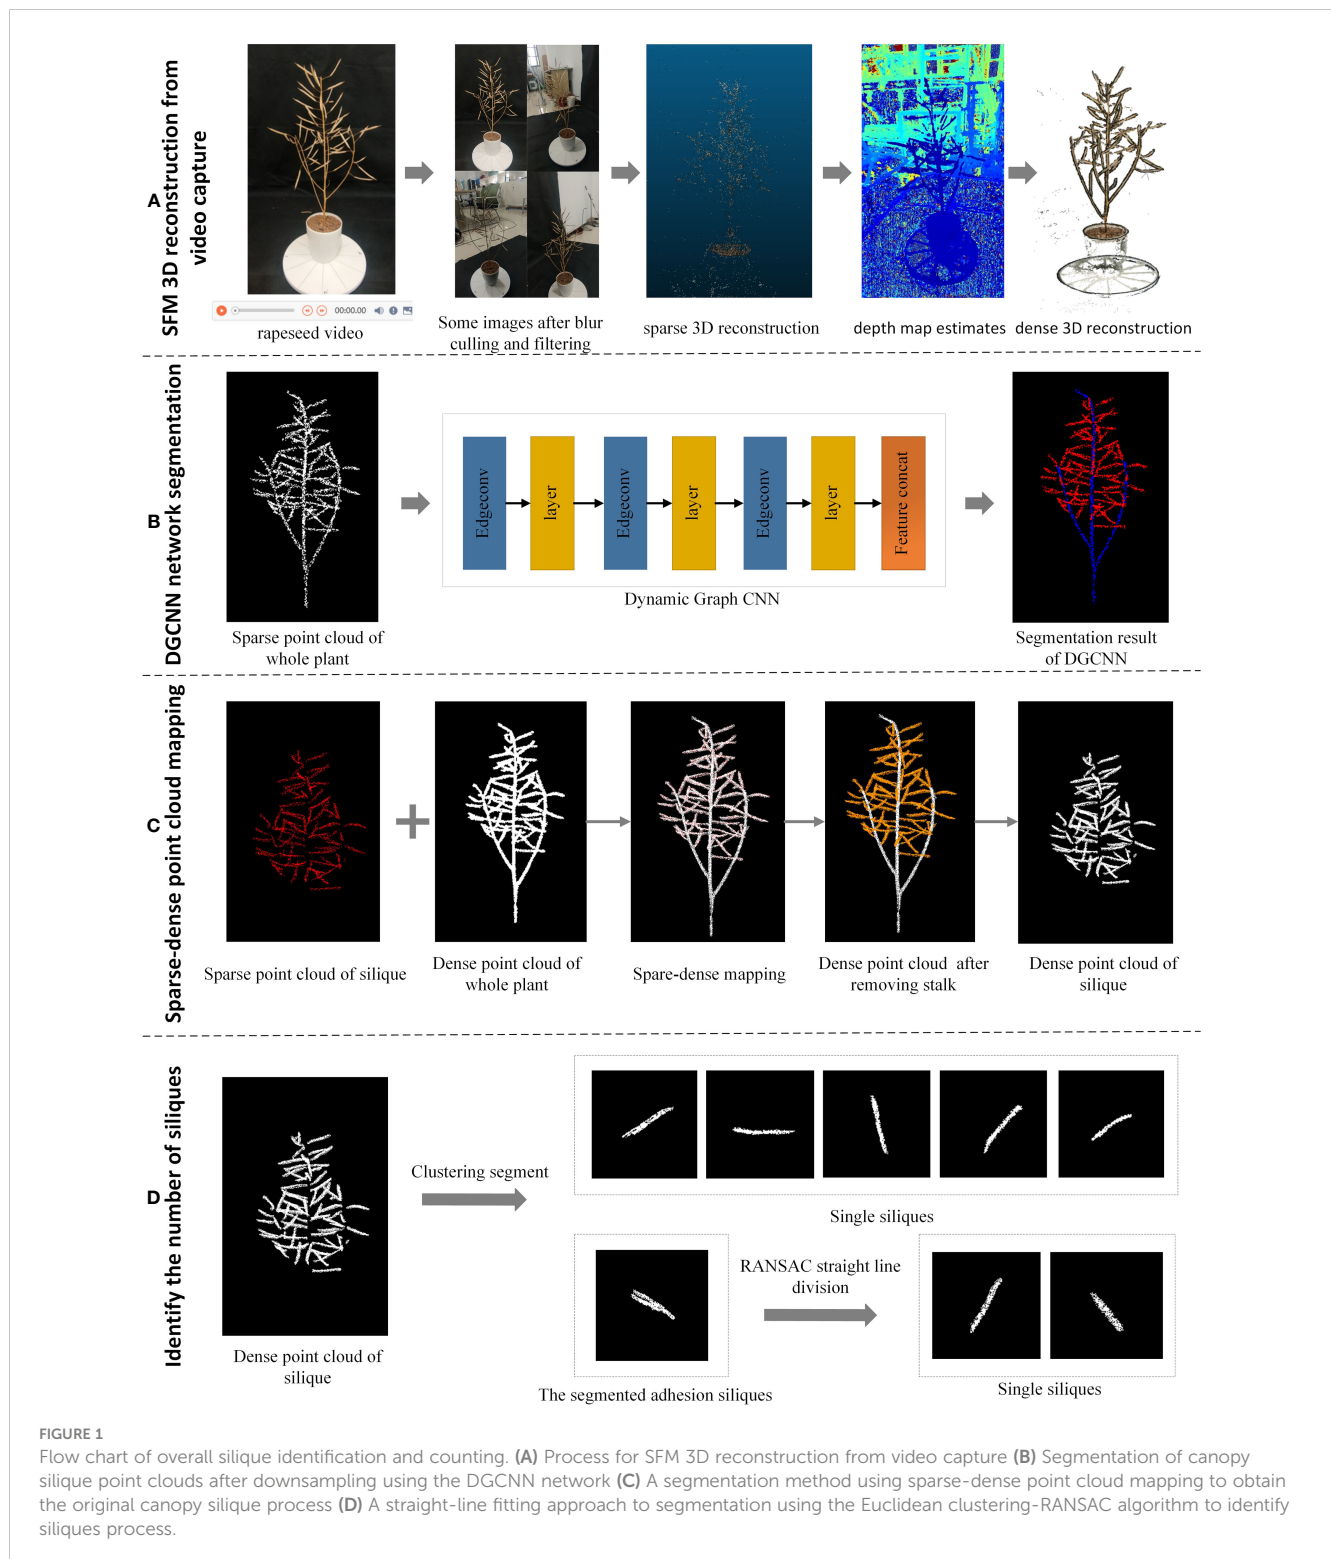 A
SFM 3D reconstruction from
video capture
00:00.00
rapeseed video
Some images after blur
culling and filtering
sparse 3D reconstruction
depth map estimates
dense 3D reconstruction
B
DGCNN network segmentation
Sparse point cloud of
whole plant
Edgeconv
layer
Edgeconv
layer
Edgeconv
layer
Feature concat
Dynamic Graph CNN
Segmentation result
of DGCNN
C
Sparse-dense point cloud mapping
Sparse point cloud of silique
Dense point cloud of
whole plant
Spare-dense mapping
Dense point cloud after
removing stalk
Dense point cloud of
silique
D
Identify the number of siliques
Dense point cloud of
silique
Clustering segment
Single siliques
The segmented adhesion siliques
RANSAC straight line
division
Single siliques
FIGURE 1
Flow chart of overall silique identification and counting. (A) Process for SFM 3D reconstruction from video capture (B) Segmentation of canopy
silique point clouds after downsampling using the DGCNN network (C) A segmentation method using sparse-dense point cloud mapping to obtain
the original canopy silique process (D) A straight-line fitting approach to segmentation using the Euclidean clustering-RANSAC algorithm to identify
siliques process.